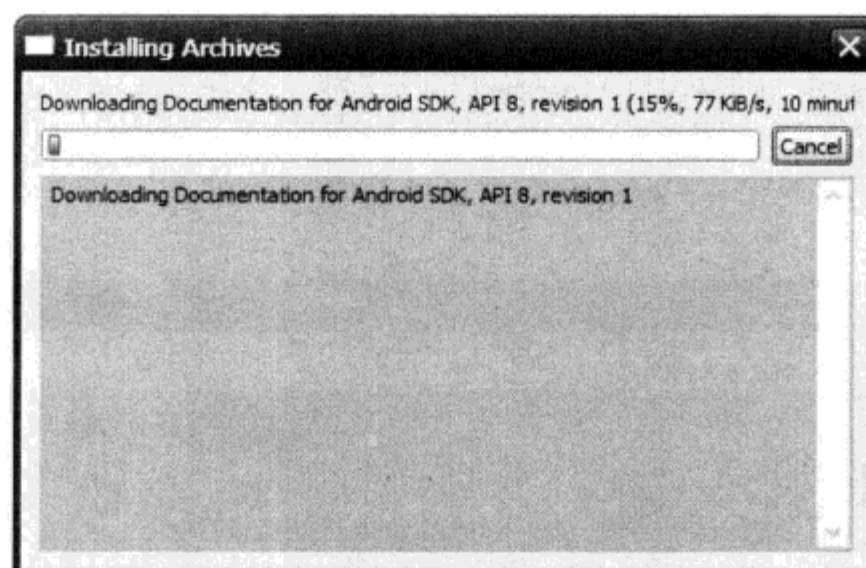 Installing Archives
Downloading Documentation for Android SDK, API 8, revision 1 (15%, 77 KiB/s, 10 minut
Cancel
Downloading Documentation for Android SDK, API 8, revision 1